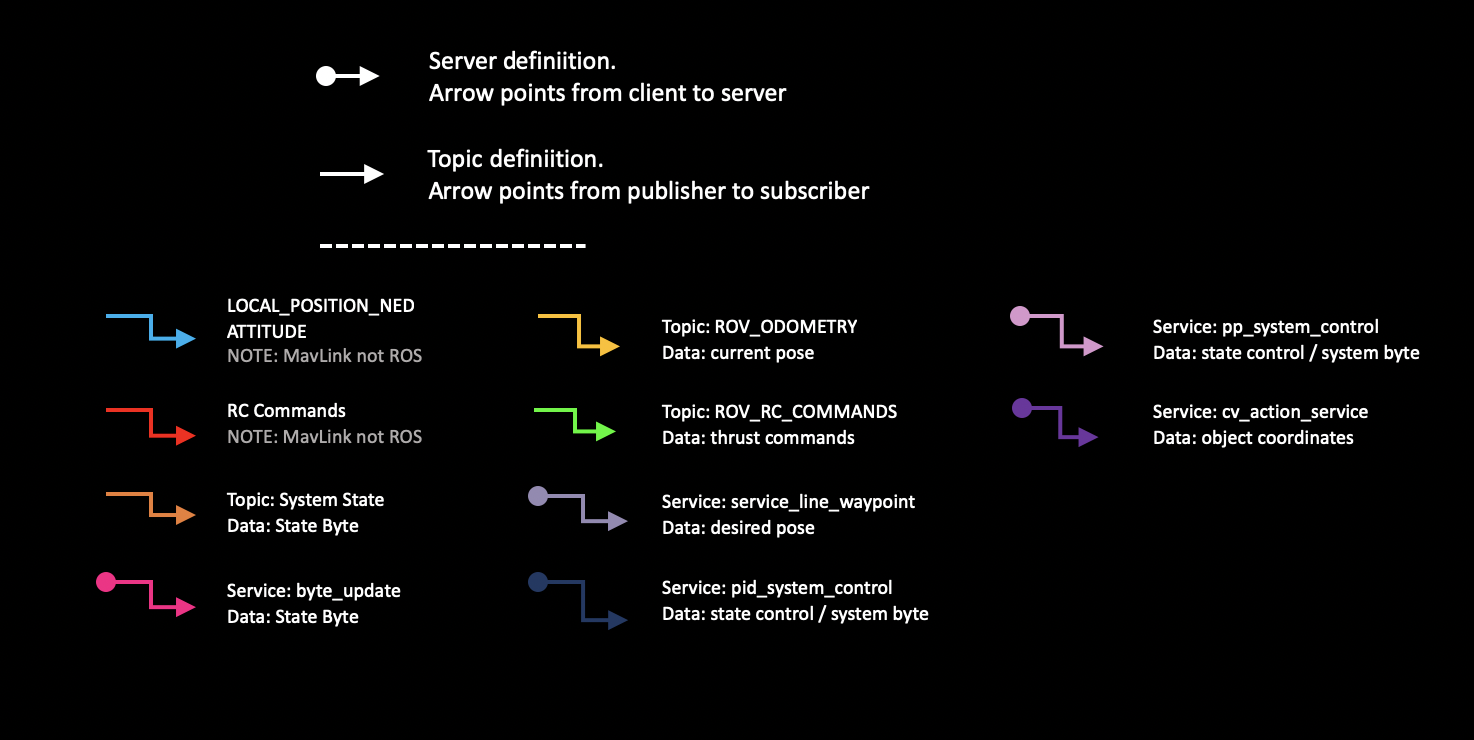 Server definiition.
Arrow points from client to server
Topic definiition.
Arrow points from publisher to subscriber
LOCAL_POSITION_NED
ATTITUDE
NOTE: MavLink not ROS
RC Commands
NOTE: MavLink not ROS
Topic: System State
Data: State Byte
Service: byte_update
Data: State Byte
Topic: ROV_ODOMETRY
Data: current pose
Topic: ROV_RC_COMMANDS
Data: thrust commands
Service: service_line_waypoint
Data: desired pose
Service: pid_system_control
Data: state control / system byte
Service: pp_system_control
Data: state control / system byte
Service: cv_action_service
Data: object coordinates